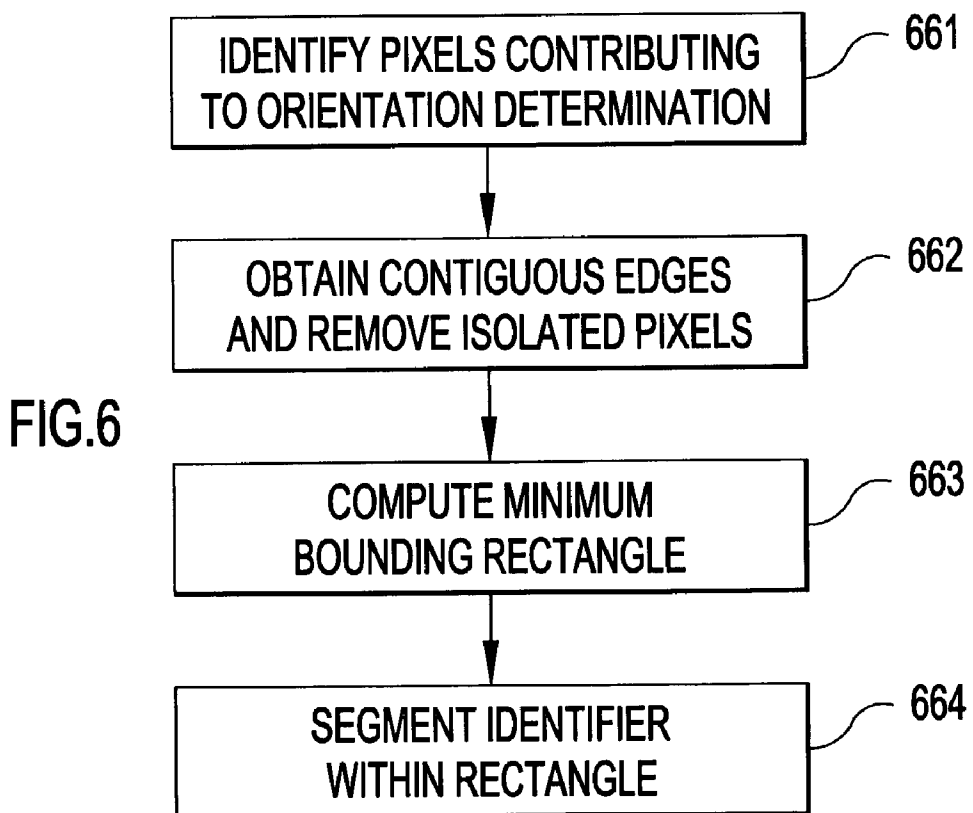 IDENTIFY PIXELS CONTRIBUTING
TO ORIENTATION DETERMINATION
661
OBTAIN CONTIGUOUS EDGES
AND REMOVE ISOLATED PIXELS
662
FIG.6
COMPUTE MINIMUM
BOUNDING RECTANGLE
663
SEGMENT IDENTIFIER
WITHIN RECTANGLE
664